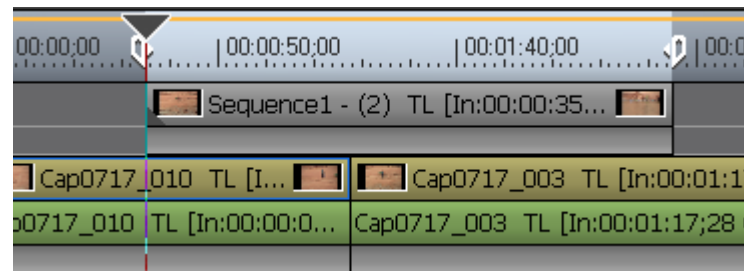 00:00;00 00:00:50;00 00:01:40;00 00:0
Sequence1 - (2) TL [In:00:00:35...
Cap0717_010 TL [I... Cap0717_003 TL [In:00:01:1
0717_010 TL [In:00:00:0... Cap0717_003 TL [In:00:01:17;28